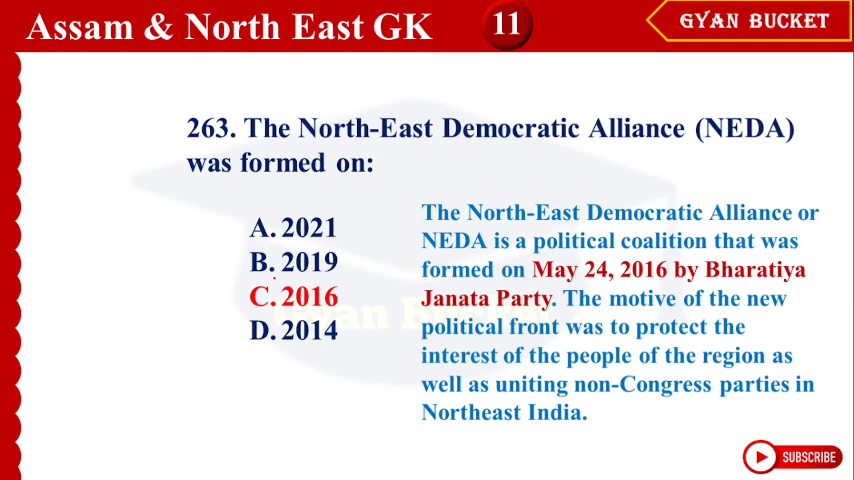 Assam & North East GK
11
GYAN BUCKET
263. The North-East Democratic Alliance (NEDA)
was formed on:
A. 2021
B. 2019
C. 2016
D. 2014
The North-East Democratic Alliance or
NEDA is a political coalition that was
formed on May 24, 2016 by Bharatiya
Janata Party. The motive of the new
political front was to protect the
interest of the people of the region as
well as uniting non-Congress parties in
Northeast India.
Gyan Bucket
SUBSCRIBE